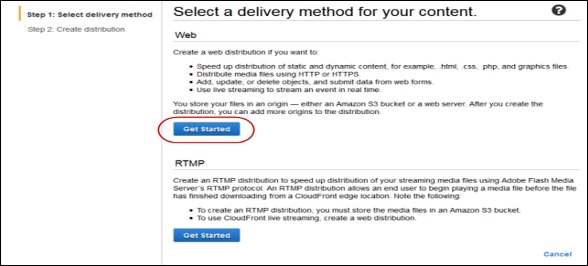 Step 1: Select delivery method
Step 2: Create distribution
Select a delivery method for your content.
?
Web
Create a web distribution if you want to:
• Speed up distribution of static and dynamic content, for example, .html, .css, .php, and graphics files.
• Distribute media files using HTTP or HTTPS.
• Add, update, or delete objects, and submit data from web forms.
• Use live streaming to stream an event in real time.
You store your files in an origin — either an Amazon S3 bucket or a web server. After you create the
distribution, you can add more origins to the distribution.
Get Started
RTMP
Create an RTMP distribution to speed up distribution of your streaming media files using Adobe Flash Media
Server's RTMP protocol. An RTMP distribution allows an end user to begin playing a media file before the file
has finished downloading from a CloudFront edge location. Note the following:
• To create an RTMP distribution, you must store the media files in an Amazon S3 bucket.
• To use CloudFront live streaming, create a web distribution.
Get Started
Cancel